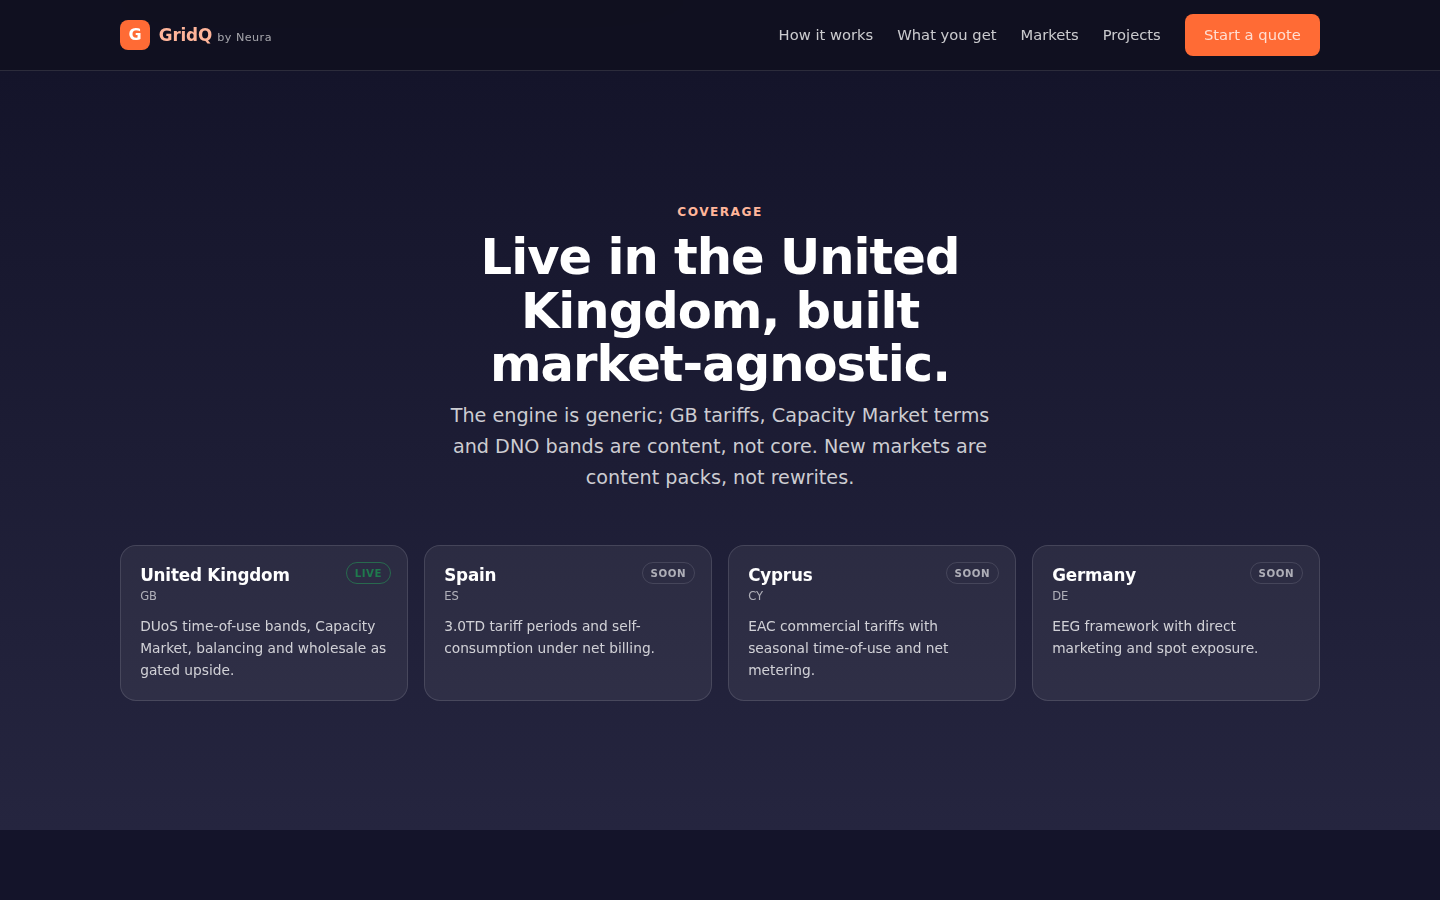 G GridQ by Neura
How it works What you get Markets Projects Start a quote
COVERAGE
Live in the United
Kingdom, built
market-agnostic.
The engine is generic; GB tariffs, Capacity Market terms
and DNO bands are content, not core. New markets are
content packs, not rewrites.
United Kingdom LIVE
GB
DUoS time-of-use bands, Capacity
Market, balancing and wholesale as
gated upside.
Spain SOON
ES
3.0TD tariff periods and self-
consumption under net billing.
Cyprus SOON
CY
EAC commercial tariffs with
seasonal time-of-use and net
metering.
Germany SOON
DE
EEG framework with direct
marketing and spot exposure.